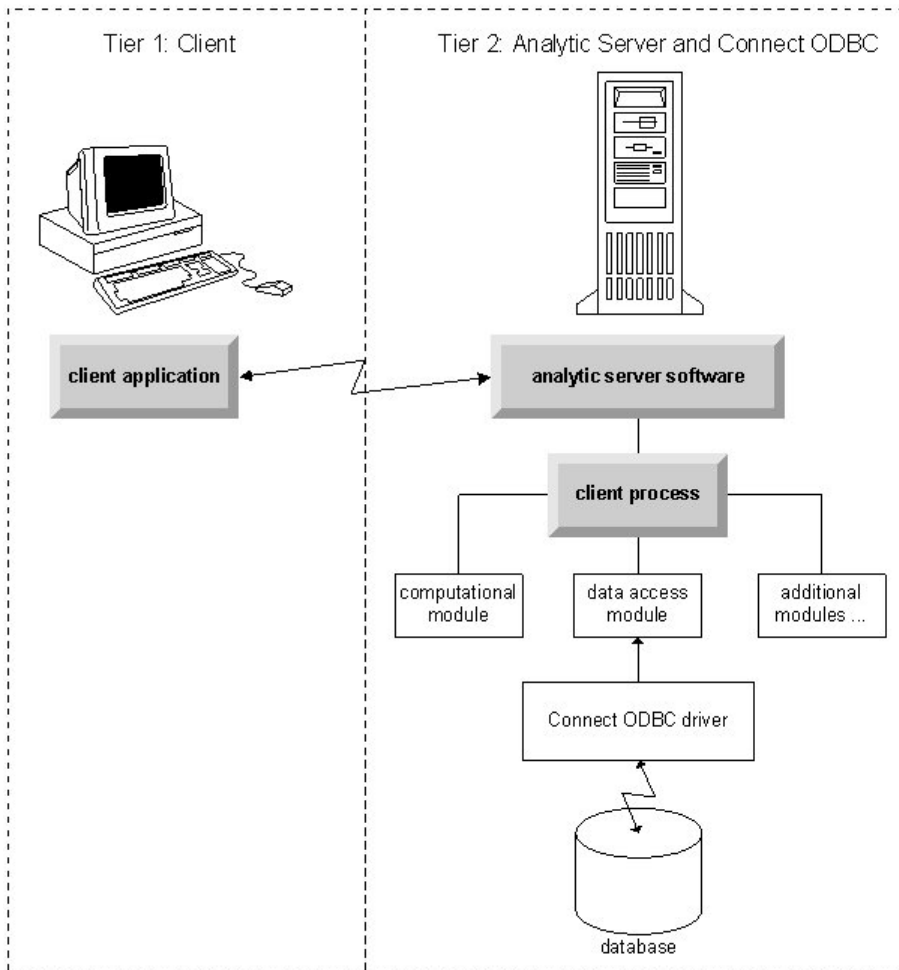 Tier 1: Client
Tier 2: Analytic Server and Connect ODBC
client application
analytic server software
client process
computational
module
data access
module
additional
modules ...
Connect ODBC driver
database